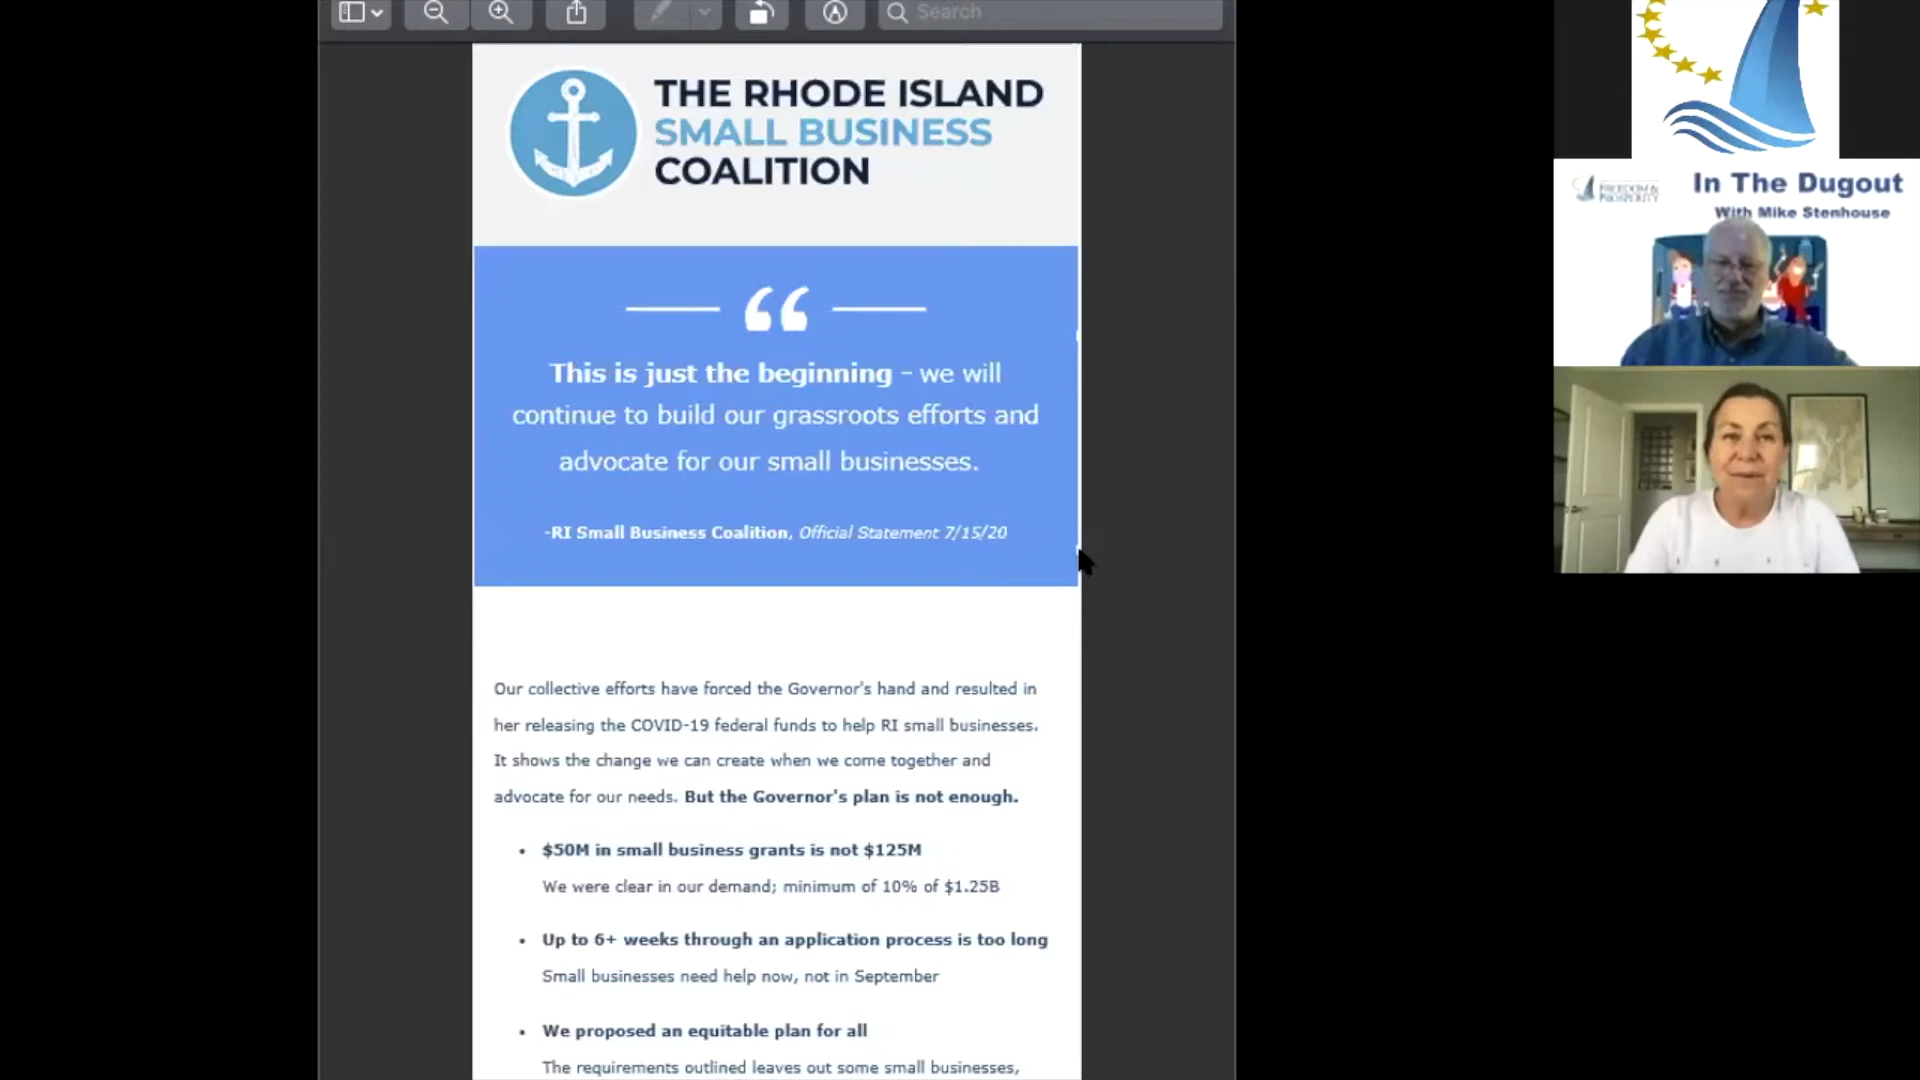 Search
THE RHODE ISLAND
SMALL BUSINESS
COALITION
This is just the beginning - we will
continue to build our grassroots efforts and
advocate for our small businesses.
-RI Small Business Coalition, Official Statement 7/15/20
Our collective efforts have forced the Governor's hand and resulted in
her releasing the COVID-19 federal funds to help RI small businesses.
It shows the change we can create when we come together and
advocate for our needs. But the Governor's plan is not enough.
• $50M in small business grants is not $125M
We were clear in our demand; minimum of 10% of $1.25B
• Up to 6+ weeks through an application process is too long
Small businesses need help now, not in September
• We proposed an equitable plan for all
The requirements outlined leaves out some small businesses,
FREEDOM &
PROSPERITY
In The Dugout
With Mike Stenhouse